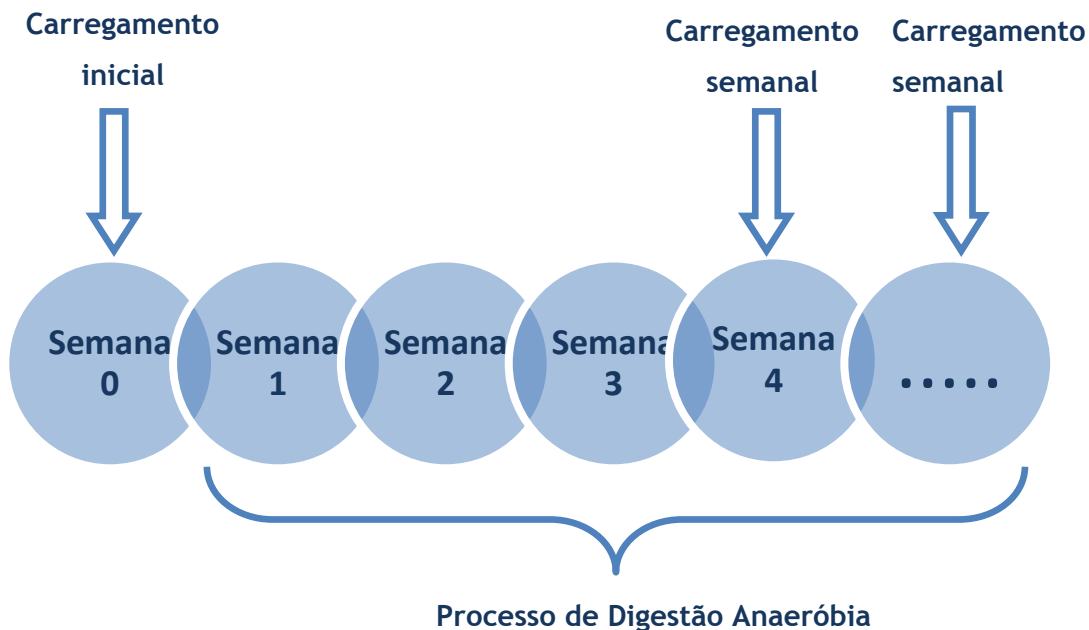 Carregamento
inicial
Carregamento
semanal
Carregamento
semanal
Semana
0
Semana
1
Semana
2
Semana
3
Semana
4
.....
Processo de Digestão Anaeróbia